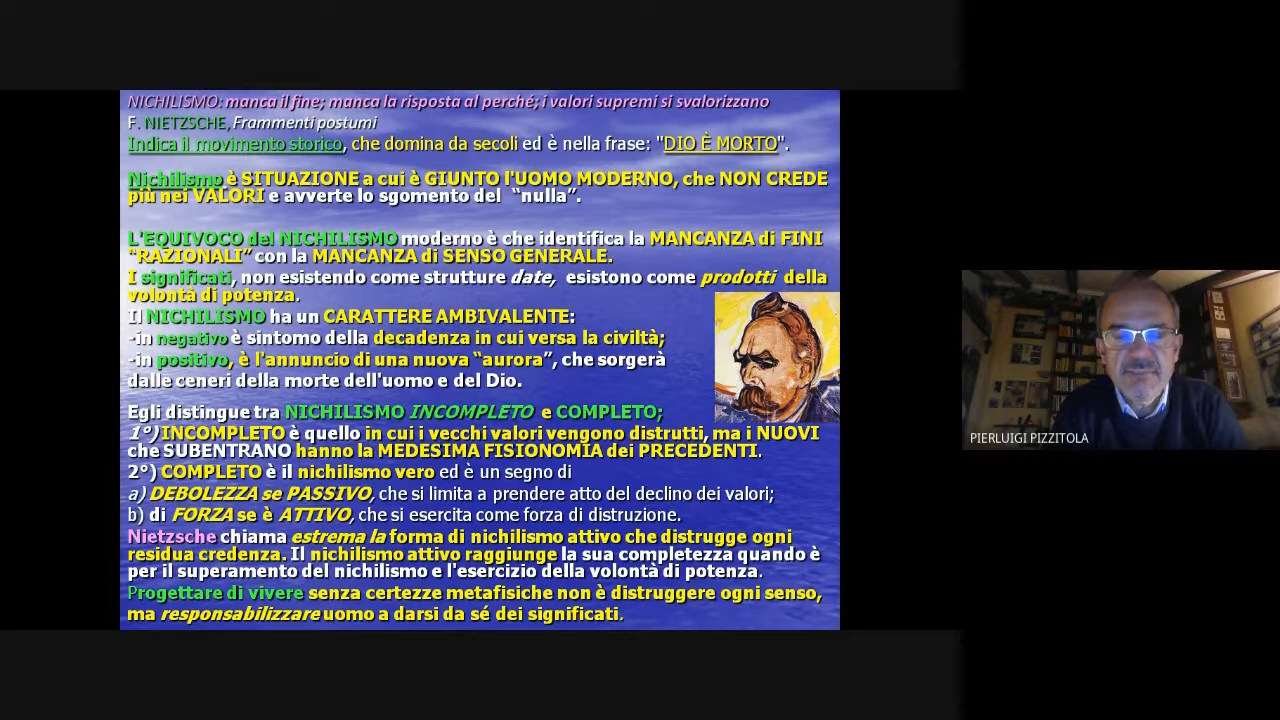 NICHILISMO: manca il fine; manca la risposta al perché; i valori supremi si svalorizzano
F. NIETZSCHE, Frammenti postumi
Indica il movimento storico, che domina da secoli ed è nella frase: "DIO È MORTO".
Nichilismo è SITUAZIONE a cui è GIUNTO l'UOMO MODERNO, che NON CREDE
più nei VALORI e avverte lo sgomento del “nulla”.
L'EQUIVOCO del NICHILISMO moderno è che identifica la MANCANZA di FINI
“RAZIONALI” con la MANCANZA di SENSO GENERALE.
I significati, non esistendo come strutture date, esistono come prodotti della
volontà di potenza.
Il NICHILISMO ha un CARATTERE AMBIVALENTE:
-in negativo è sintomo della decadenza in cui versa la civiltà;
-in positivo, è l'annuncio di una nuova “aurora”, che sorgerà
dalle ceneri della morte dell'uomo e del Dio.
Egli distingue tra NICHILISMO INCOMPLETO e COMPLETO;
1°) INCOMPLETO è quello in cui i vecchi valori vengono distrutti, ma i NUOVI
che SUBENTRANO hanno la MEDESIMA FISIONOMIA dei PRECEDENTI.
2°) COMPLETO è il nichilismo vero ed è un segno di
a) DEBOLEZZA se PASSIVO, che si limita a prendere atto del declino dei valori;
b) di FORZA se è ATTIVO, che si esercita come forza di distruzione.
Nietzsche chiama estrema la forma di nichilismo attivo che distrugge ogni
residua credenza. Il nichilismo attivo raggiunge la sua completezza quando è
per il superamento del nichilismo e l'esercizio della volontà di potenza.
Progettare di vivere senza certezze metafisiche non è distruggere ogni senso,
ma responsabilizzare uomo a darsi da sé dei significati.
PIERLUIGI PIZZITOLA